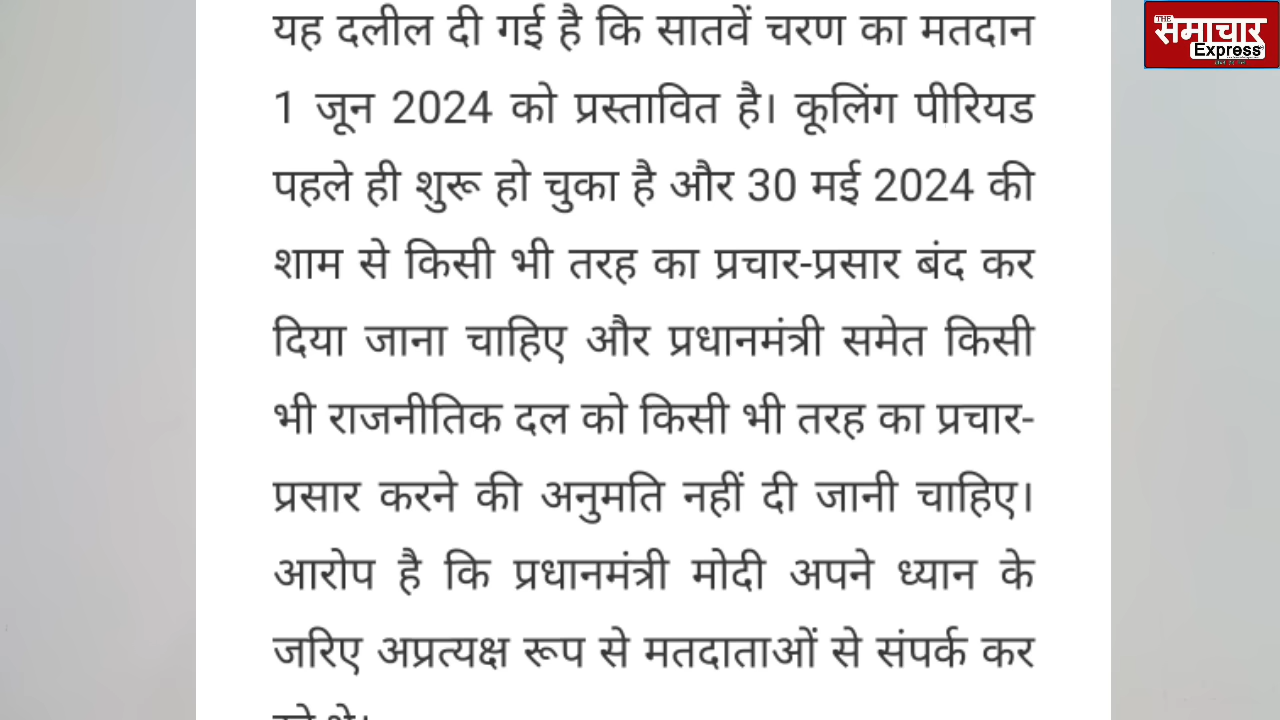 यह दलील दी गई है कि सातवें चरण का मतदान
1 जून 2024 को प्रस्तावित है। कूलिंग पीरियड
पहले ही शुरू हो चुका है और 30 मई 2024 की
शाम से किसी भी तरह का प्रचार-प्रसार बंद कर
दिया जाना चाहिए और प्रधानमंत्री समेत किसी
भी राजनीतिक दल को किसी भी तरह का प्रचार-
प्रसार करने की अनुमति नहीं दी जानी चाहिए।
आरोप है कि प्रधानमंत्री मोदी अपने ध्यान के
जरिए अप्रत्यक्ष रूप से मतदाताओं से संपर्क कर
THE
समाचार
Express